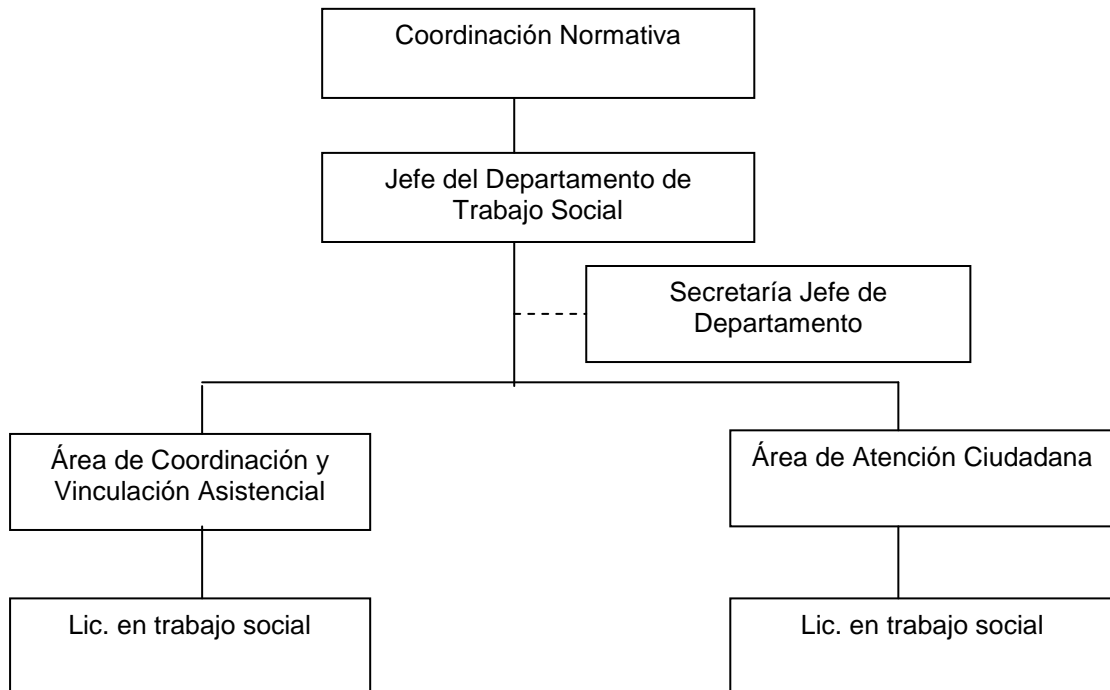 Coordinación Normativa
Jefe del Departamento de
Trabajo Social
Secretaría Jefe de
Departamento
Área de Coordinación y
Vinculación Asistencial
Área de Atención Ciudadana
Lic. en trabajo social
Lic. en trabajo social